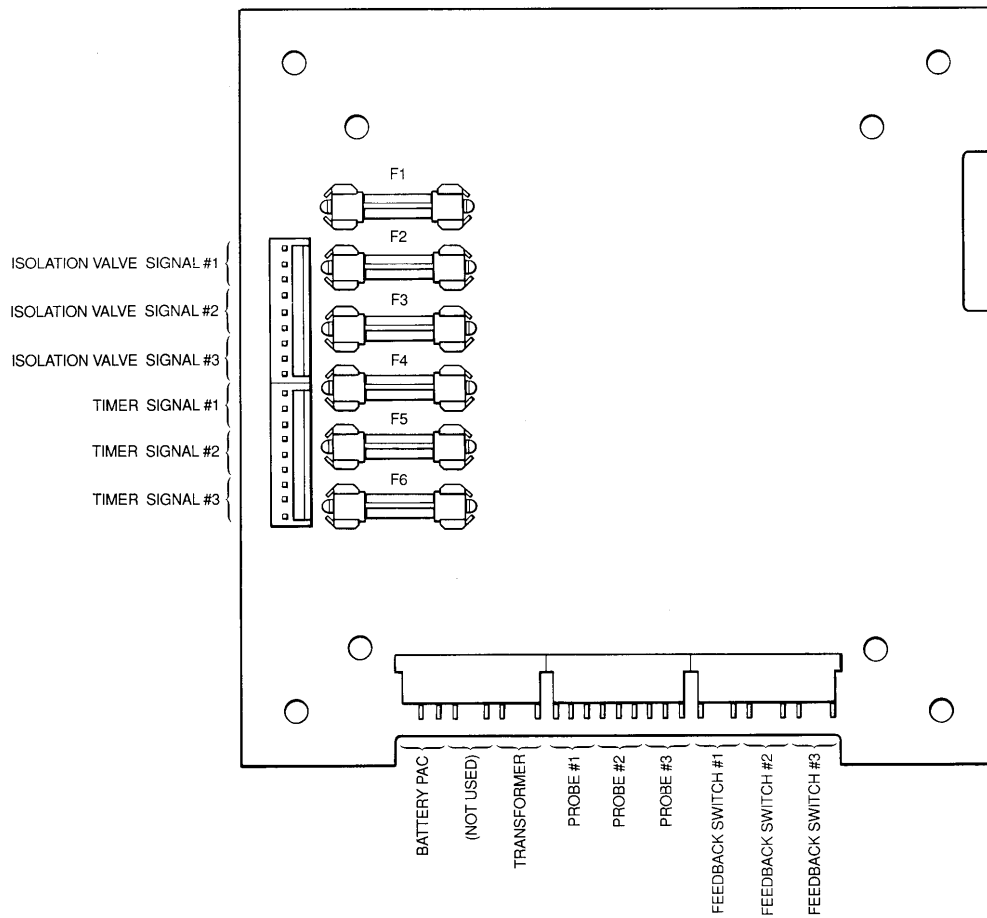 F1
F2
F3
F4
F5
F6
ISOLATION VALVE SIGNAL #1
ISOLATION VALVE SIGNAL #2
ISOLATION VALVE SIGNAL #3
TIMER SIGNAL #1
TIMER SIGNAL #2
TIMER SIGNAL #3
BATTERY PAC
(NOT USED)
TRANSFORMER
PROBE #1
PROBE #2
PROBE #3
FEEDBACK SWITCH #1
FEEDBACK SWITCH #2
FEEDBACK SWITCH #3